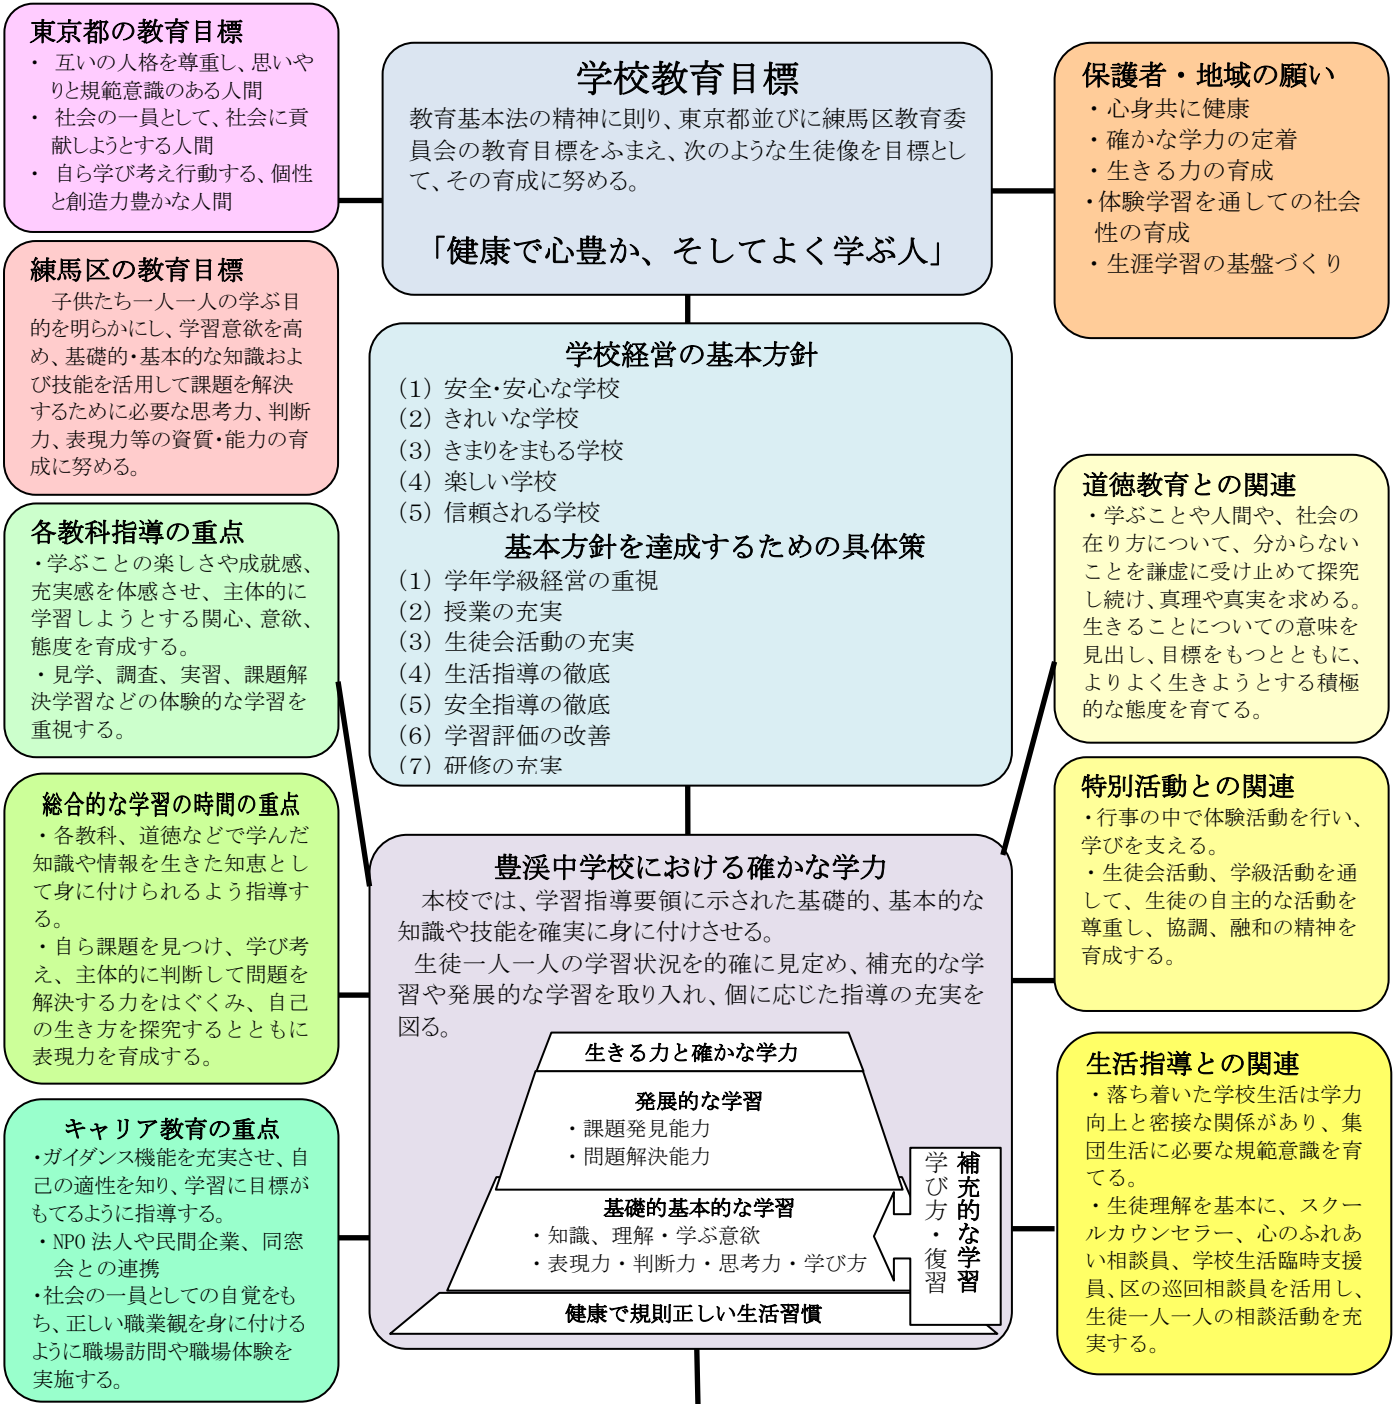 東京都の教育目標
・ 互いの人格を尊重し、思いや
りと規範意識のある人間
・ 社会の一員として、社会に貢
献しようとする人間
・ 自ら学び考え行動する、個性
と創造力豊かな人間
練馬区の教育目標
子供たち一人一人の学ぶ目
的を明らかにし、学習意欲を高
め、基礎的・基本的な知識およ
び技能を活用して課題を解決
するために必要な思考力、判断
力、表現力等の資質・能力の育
成に努める。
各教科指導の重点
・学ぶことの楽しさや成就感、
充実感を体感させ、主体的に
学習しようとする関心、意欲、
態度を育成する。
・見学、調査、実習、課題解
決学習などの体験的な学習を
重視する。
総合的な学習の時間の重点
・各教科、道徳などで学んだ
知識や情報を生きた知恵とし
て身に付けられるよう指導す
る。
・自ら課題を見つけ、学び考
え、主体的に判断して問題を
解決する力をはぐくみ、自己
の生き方を探究するとともに
表現力を育成する。
キャリア教育の重点
・ガイダンス機能を充実させ、自
己の適性を知り、学習に目標が
もてるように指導する。
・NPO 法人や民間企業、同窓
会との連携
・社会の一員としての自覚をも
ち、正しい職業観を身に付ける
ように職場訪問や職場体験を
実施する。
学校教育目標
教育基本法の精神に則り、東京都並びに練馬区教育委
員会の教育目標をふまえ、次のような生徒像を目標とし
て、その育成に努める。
「健康で心豊か、そしてよく学ぶ人」
学校経営の基本方針
(1) 安全・安心な学校
(2) きれいな学校
(3) きまりをまもる学校
(4) 楽しい学校
(5) 信頼される学校
基本方針を達成するための具体策
(1) 学年学級経営の重視
(2) 授業の充実
(3) 生徒会活動の充実
(4) 生活指導の徹底
(5) 安全指導の徹底
(6) 学習評価の改善
(7) 研修の充実
豊溪中学校における確かな学力
本校では、学習指導要領に示された基礎的、基本的な
知識や技能を確実に身に付けさせる。
生徒一人一人の学習状況を的確に見定め、補充的な学
習や発展的な学習を取り入れ、個に応じた指導の充実を
図る。
生きる力と確かな学力
発展的な学習
・課題発見能力
・問題解決能力
基礎的基本的な学習
・知識、理解・学ぶ意欲
・表現力・判断力・思考力・学び方
補充的な学習
学び方・復習
健康で規則正しい生活習慣
保護者・地域の願い
・心身共に健康
・確かな学力の定着
・生きる力の育成
・体験学習を通しての社会
性の育成
・生涯学習の基盤づくり
道徳教育との関連
・学ぶことや人間や、社会の
在り方について、分からない
ことを謙虚に受け止めて探究
し続け、真理や真実を求める。
生きることについての意味を
見出し、目標をもつとともに、
よりよく生きようとする積極
的な態度を育てる。
特別活動との関連
・行事の中で体験活動を行い、
学びを支える。
・生徒会活動、学級活動を通
して、生徒の自主的な活動を
尊重し、協調、融和の精神を
育成する。
生活指導との関連
・落ち着いた学校生活は学力
向上と密接な関係があり、集
団生活に必要な規範意識を育
てる。
・生徒理解を基本に、スクー
ルカウンセラー、心のふれあ
い相談員、学校生活臨時支援
員、区の巡回相談員を活用し、
生徒一人一人の相談活動を充
実する。